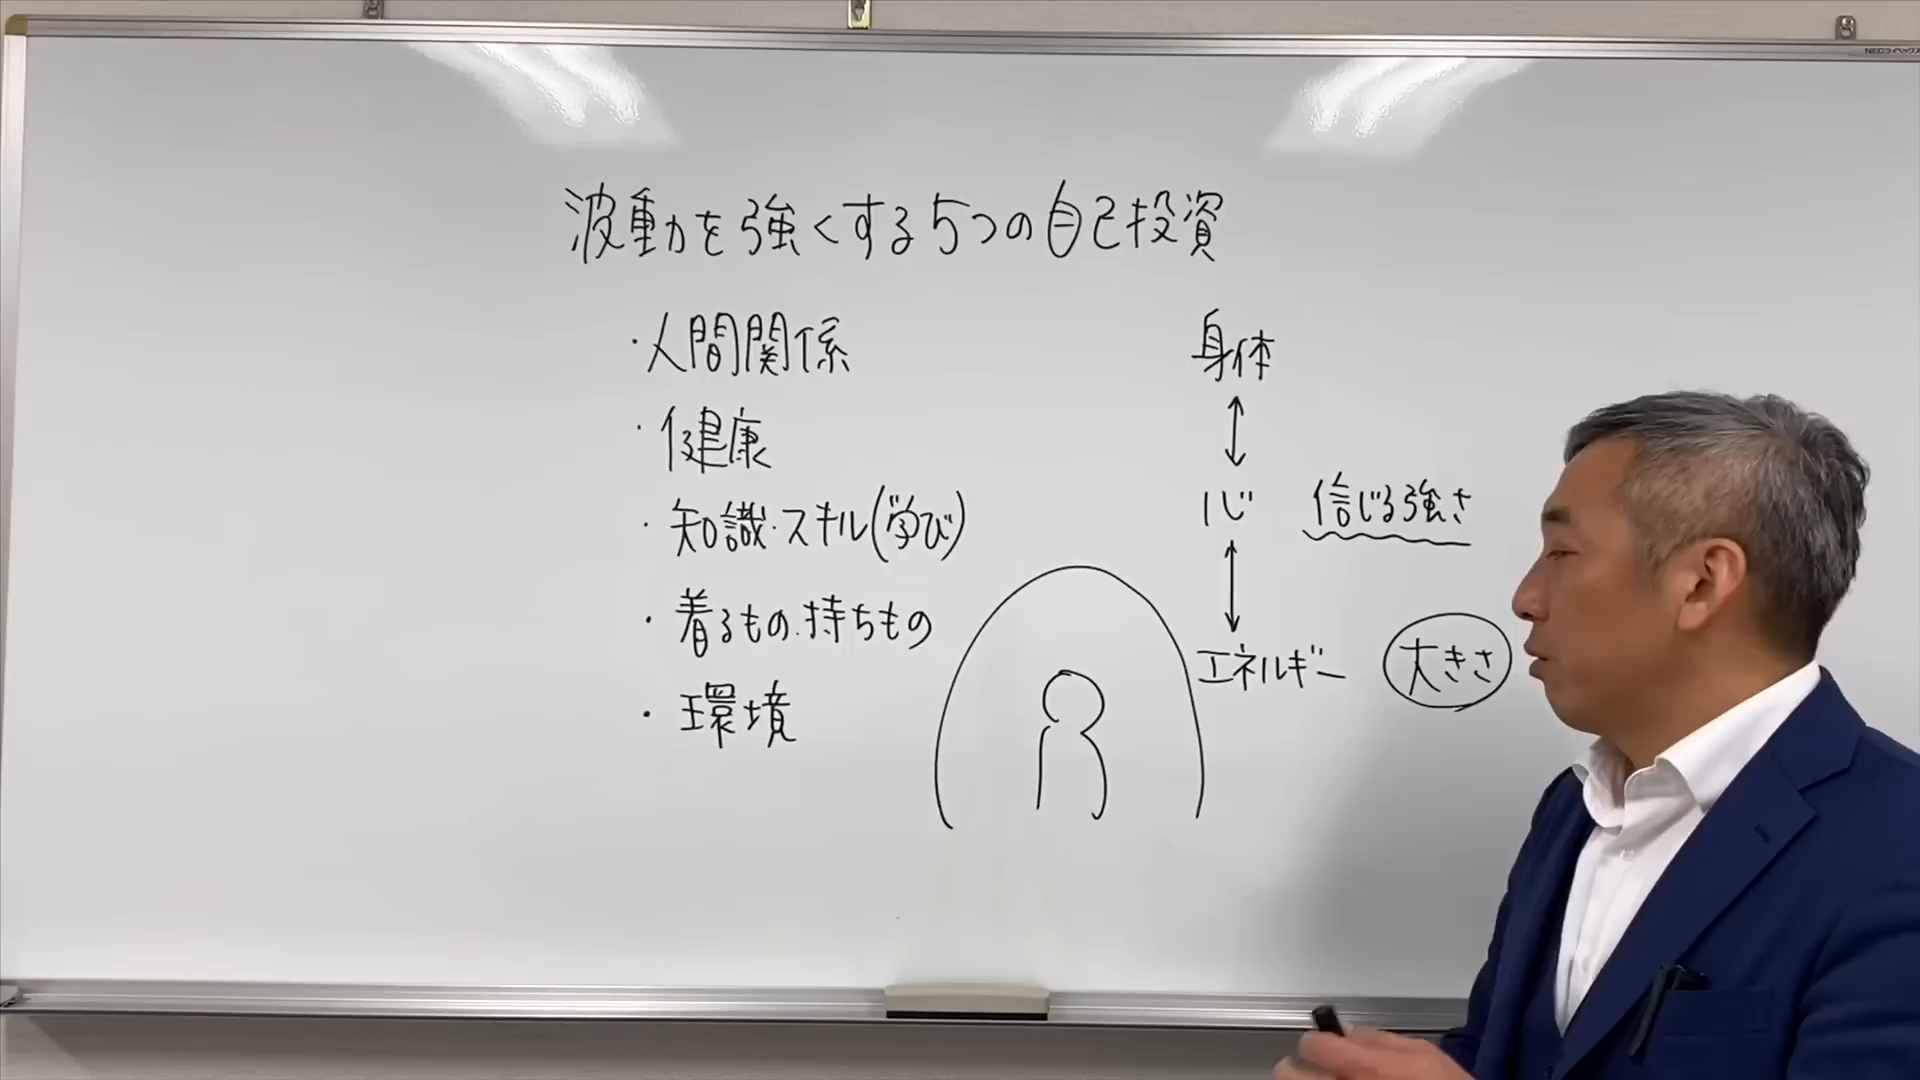 波動を強くする5つの自己投資
・人間関係
・健康
・知識・スキル(学び)
・着るもの.持ちもの
・環境
身体
心 信じる強さ
エネルギー 大きさ